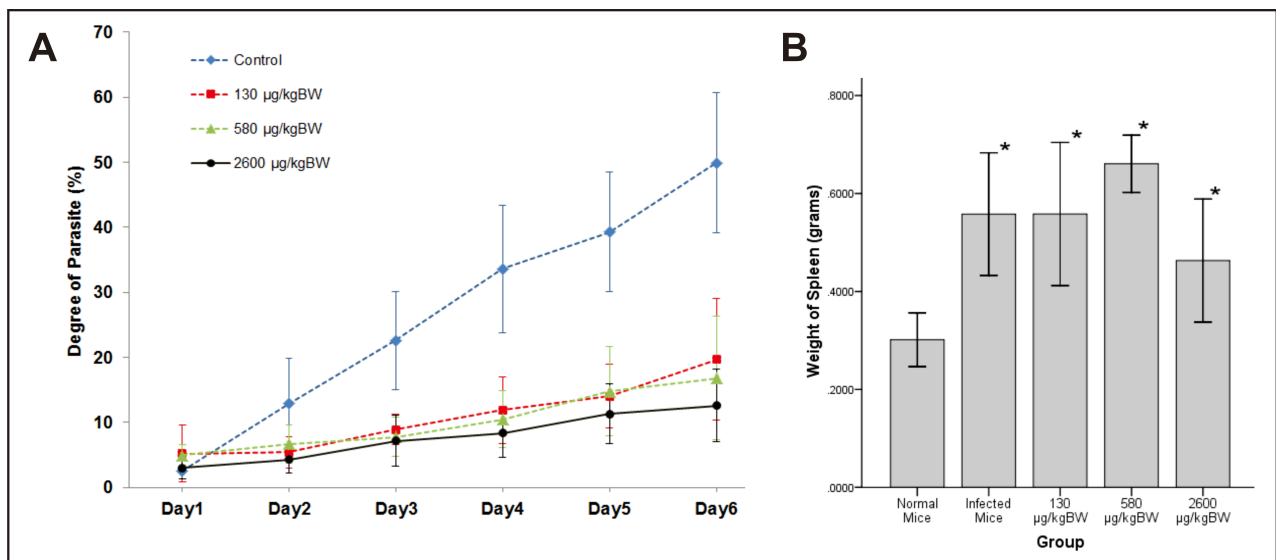 A
70
60
50
40
30
20
10
0
Degree of Parasite (%)
Control
130 µg/kgBW
580 µg/kgBW
2600 µg/kgBW
Day1 Day2 Day3 Day4 Day5 Day6
B
.8000
.6000
.4000
.2000
.0000
Weight of Spleen (grams)
* * * *
Normal Mice
Infected Mice
130 µg/kgBW
580 µg/kgBW
2600 µg/kgBW
Group